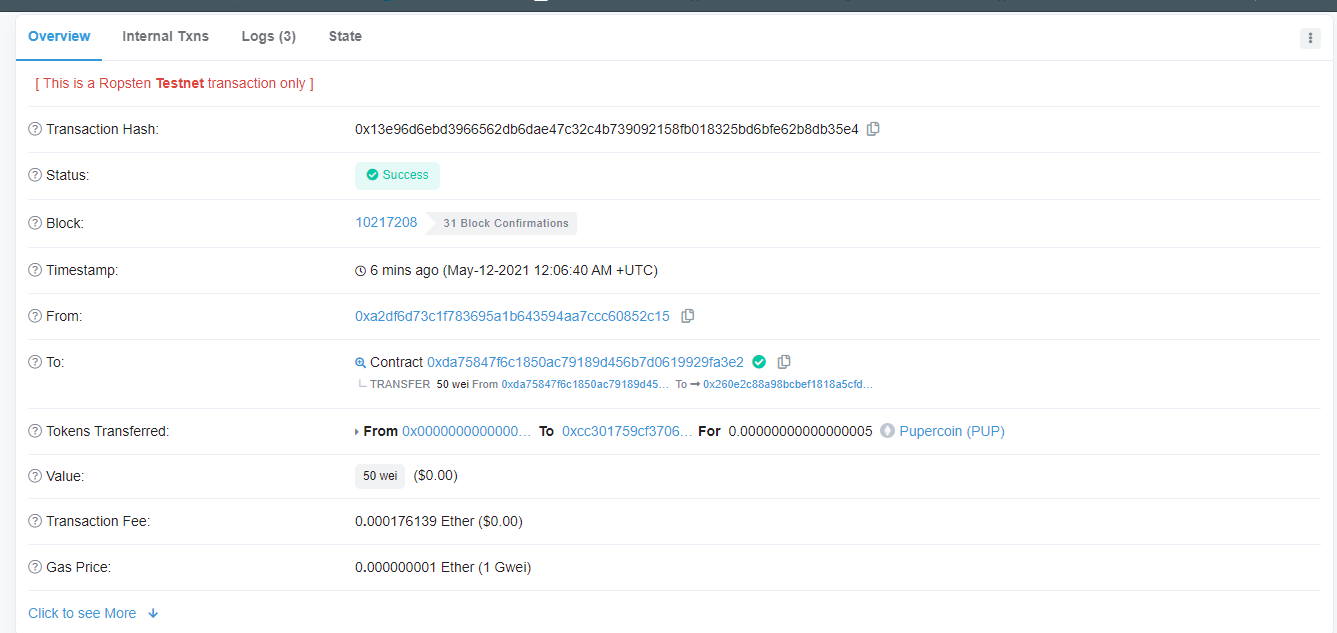 Overview Internal Txns Logs (3) State
[ This is a Ropsten Testnet transaction only ]
Transaction Hash: 0x13e96d6ebd3966562db6dae47c32c4b739092158fb018325bd6bfe62b8db35e4
Status: Success
Block: 10217208 31 Block Confirmations
Timestamp: 6 mins ago (May-12-2021 12:06:40 AM +UTC)
From: 0xa2df6d73c1f783695a1b643594aa7ccc60852c15
To: Contract 0xda75847f6c1850ac79189d456b7d0619929fa3e2
TRANSFER 50 wei From 0xda75847f6c1850ac79189d45... To → 0x260e2c88a98bcbef1818a5cfd...
Tokens Transferred: From 0x0000000000000... To 0xcc301759cf3706... For 0.00000000000000005 Pupercoin (PUP)
Value: 50 wei ($0.00)
Transaction Fee: 0.000176139 Ether ($0.00)
Gas Price: 0.000000001 Ether (1 Gwei)
Click to see More